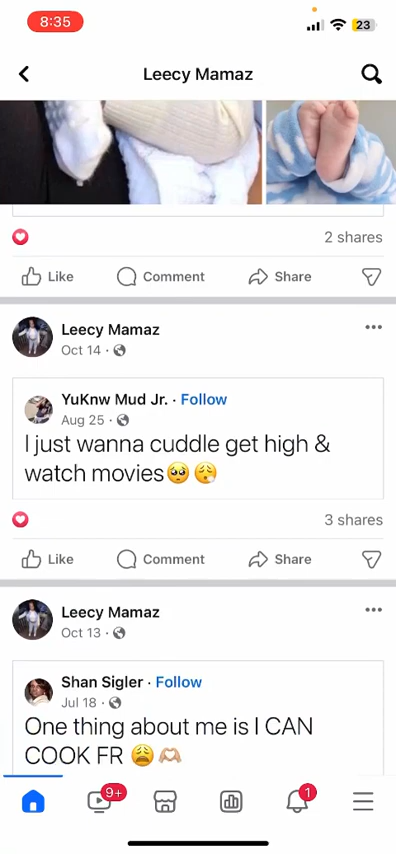 8:35
23
Leecy Mamaz
2 shares
Like Comment Share
Leecy Mamaz
Oct 14 ·
YuKnw Mud Jr. · Follow
Aug 25 ·
I just wanna cuddle get high &
watch movies🥺😮‍💨
3 shares
Like Comment Share
Leecy Mamaz
Oct 13 ·
Shan Sigler · Follow
Jul 18 ·
One thing about me is I CAN
COOK FR 😩🫶🏽
9+ 1